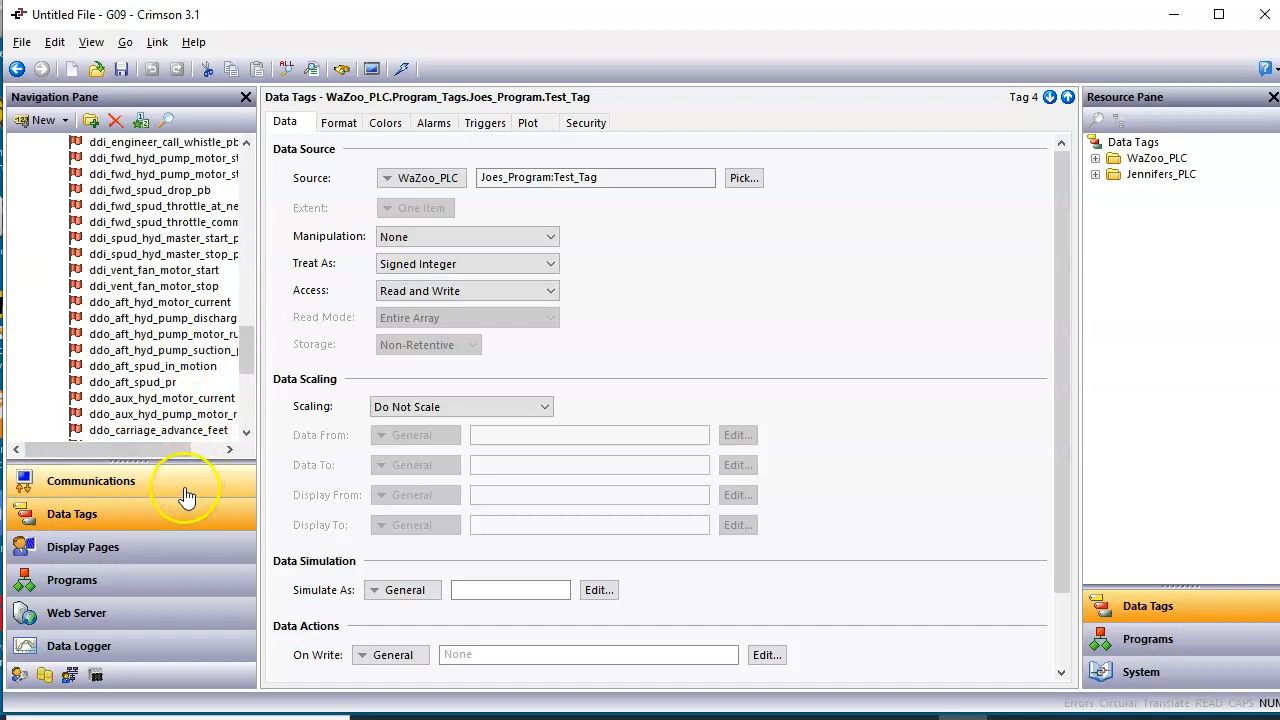 Untitled File - G09 - Crimson 3.1
File Edit View Go Link Help
Navigation Pane
New
ddi_engineer_call_whistle_pb
ddi_fwd_hyd_pump_motor_st
ddi_fwd_hyd_pump_motor_st
ddi_fwd_spud_drop_pb
ddi_fwd_spud_throttle_at_ne
ddi_fwd_spud_throttle_comm
ddi_spud_hyd_master_start_p
ddi_spud_hyd_master_stop_p
ddi_vent_fan_motor_start
ddi_vent_fan_motor_stop
ddo_aft_hyd_motor_current
ddo_aft_hyd_pump_discharg
ddo_aft_hyd_pump_motor_ru
ddo_aft_hyd_pump_suction_p
ddo_aft_spud_in_motion
ddo_aft_spud_pr
ddo_aux_hyd_motor_current
ddo_aux_hyd_pump_motor_r
ddo_carriage_advance_feet
Communications
Data Tags
Display Pages
Programs
Web Server
Data Logger
Data Tags - WaZoo_PLC.Program_Tags.Joes_Program.Test_Tag Tag 4
Data Format Colors Alarms Triggers Plot Security
Data Source
Source: WaZoo_PLC Joes_Program:Test_Tag Pick...
Extent: One Item
Manipulation: None
Treat As: Signed Integer
Access: Read and Write
Read Mode: Entire Array
Storage: Non-Retentive
Data Scaling
Scaling: Do Not Scale
Data From: General Edit...
Data To: General Edit...
Display From: General Edit...
Display To: General Edit...
Data Simulation
Simulate As: General Edit...
Data Actions
On Write: General None Edit...
Resource Pane
Data Tags
WaZoo_PLC
Jennifers_PLC
Data Tags
Programs
System
Errors Circular Translate READ CAPS NUM